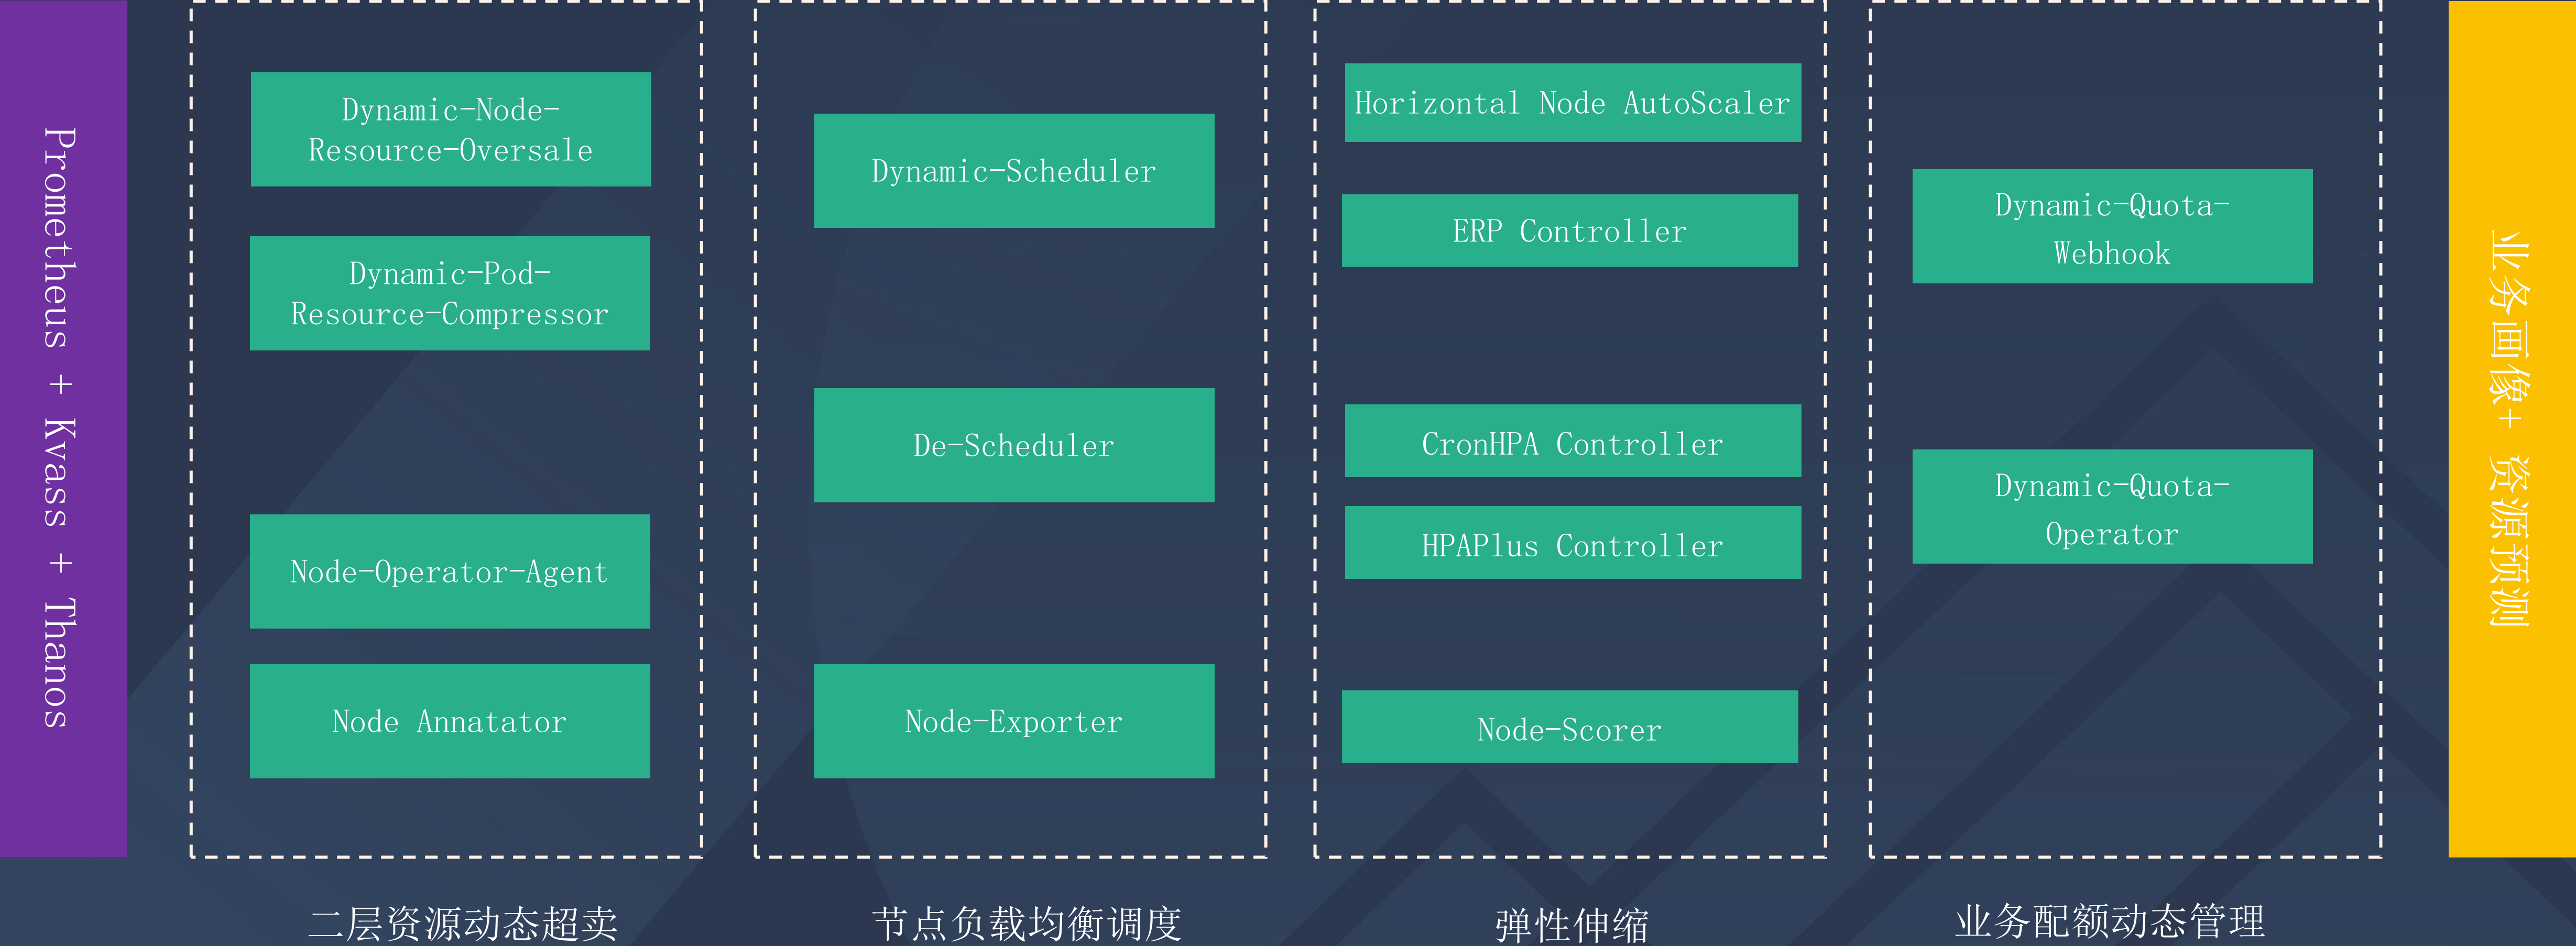 Prometheus + Kvass + Thanos
Dynamic-Node-
Resource-Oversale
Dynamic-Pod-
Resource-Compressor
Node-Operator-Agent
Node Annatator
二层资源动态超卖
Dynamic-Scheduler
De-Scheduler
Node-Exporter
节点负载均衡调度
Horizontal Node AutoScaler
ERP Controller
CronHPA Controller
HPAPlus Controller
Node-Scorer
弹性伸缩
Dynamic-Quota-
Webhook
Dynamic-Quota-
Operator
业务配额动态管理
业务画像+ 资源预测